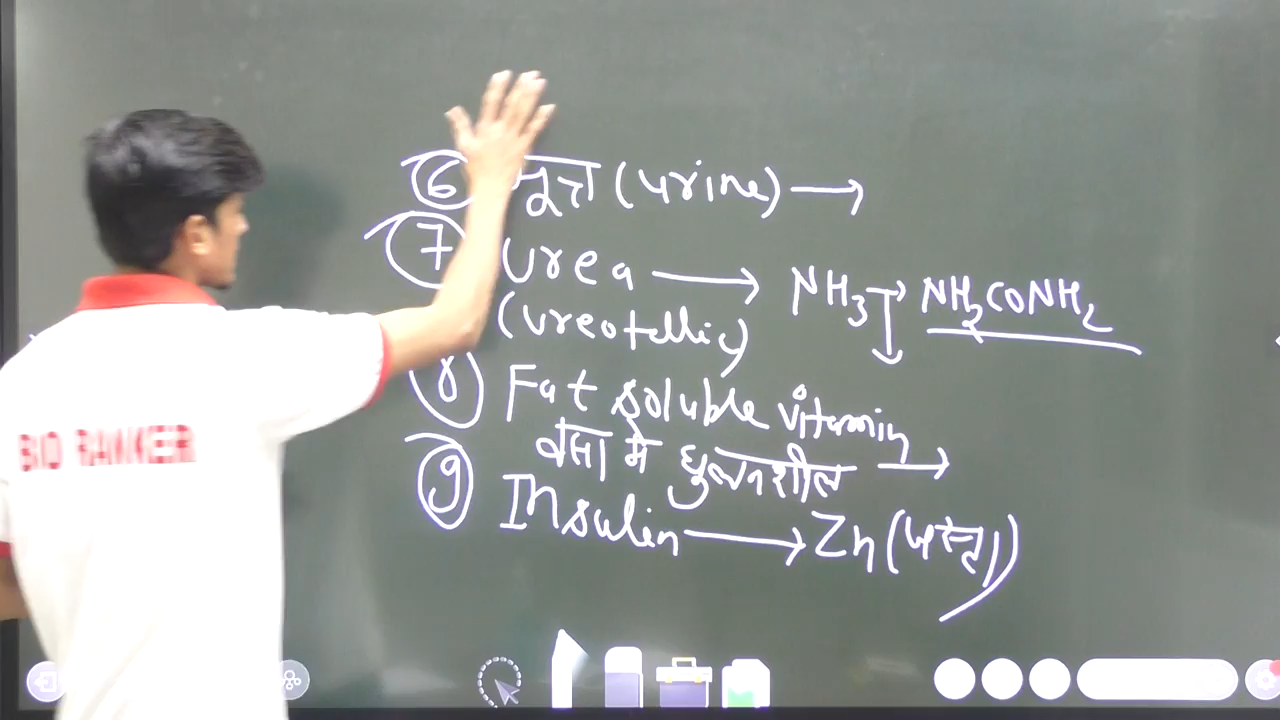 ⑥ मूत्र (urine) →
⑦ Urea → NH3 → NH2CONH2
(Ureotellic) ↓
⑧ Fat soluble vitamin
वसा में घुलनशील →
⑨ Insulin → Zn (जस्ता)
BIO RANKER